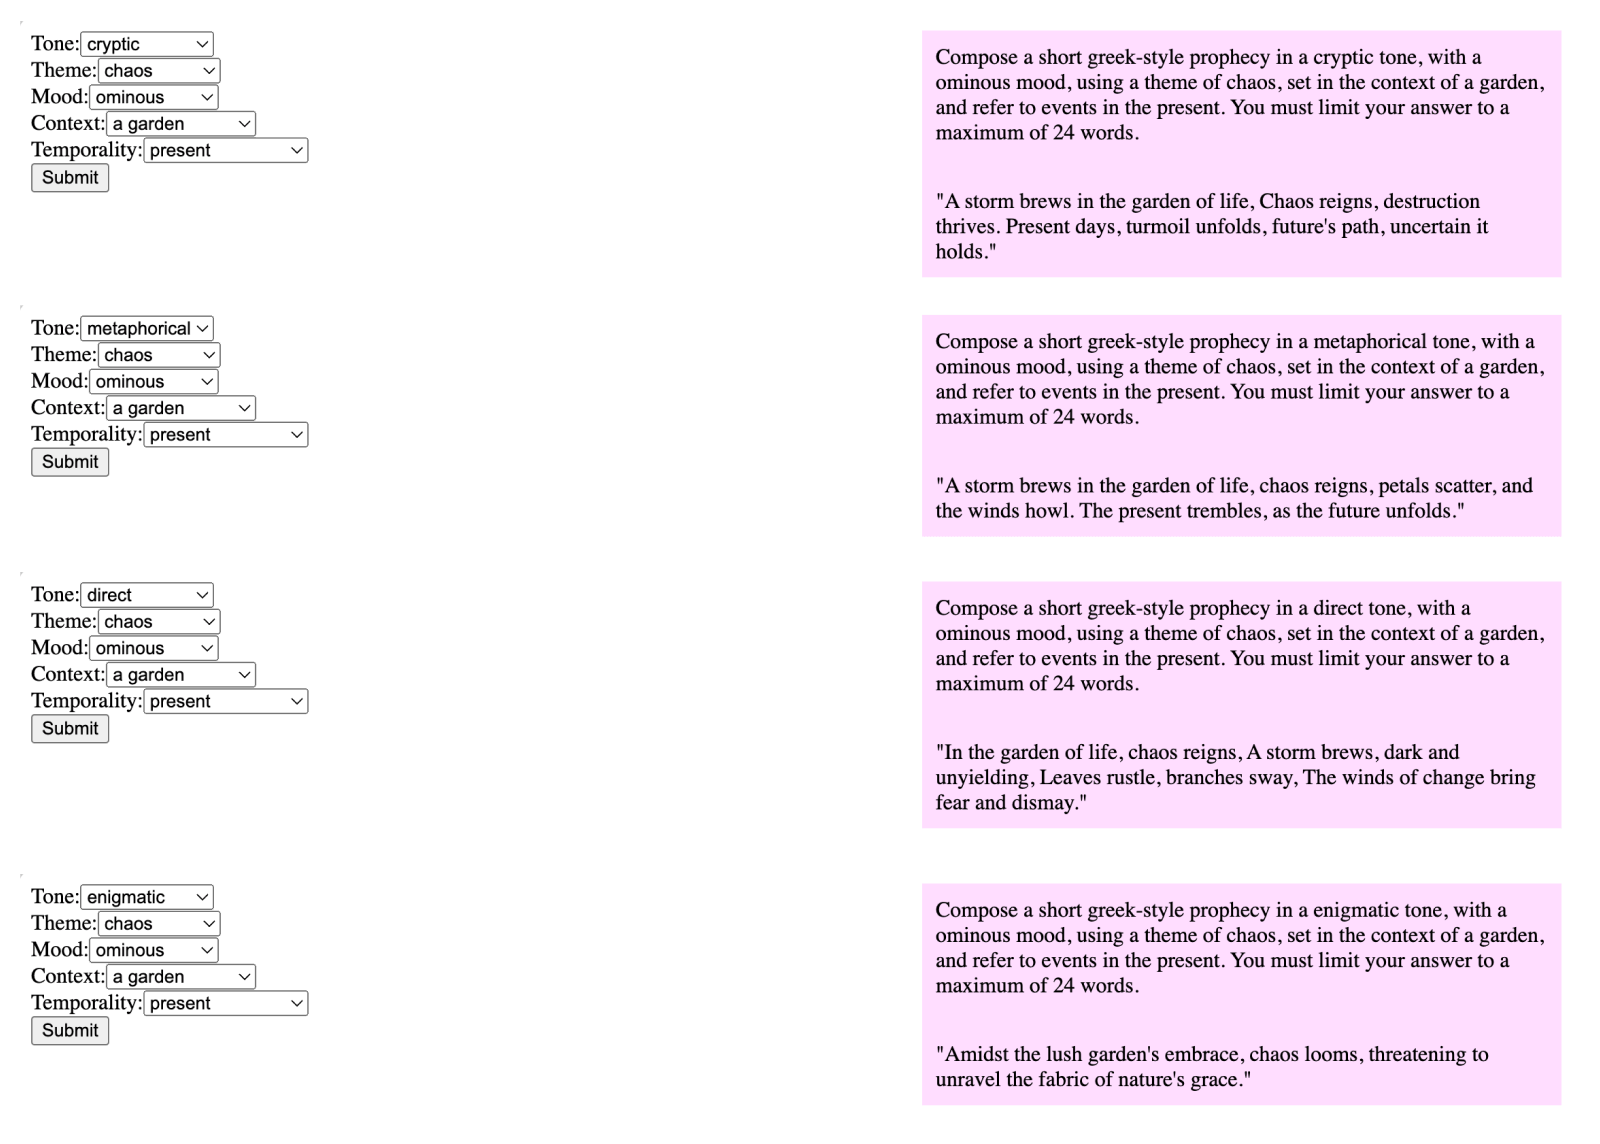 Tone: cryptic
Theme: chaos
Mood: ominous
Context: a garden
Temporality: present
Submit
Compose a short greek-style prophecy in a cryptic tone, with a
ominous mood, using a theme of chaos, set in the context of a garden,
and refer to events in the present. You must limit your answer to a
maximum of 24 words.
"A storm brews in the garden of life, Chaos reigns, destruction
thrives. Present days, turmoil unfolds, future's path, uncertain it
holds."
Tone: metaphorical
Theme: chaos
Mood: ominous
Context: a garden
Temporality: present
Submit
Compose a short greek-style prophecy in a metaphorical tone, with a
ominous mood, using a theme of chaos, set in the context of a garden,
and refer to events in the present. You must limit your answer to a
maximum of 24 words.
"A storm brews in the garden of life, chaos reigns, petals scatter, and
the winds howl. The present trembles, as the future unfolds."
Tone: direct
Theme: chaos
Mood: ominous
Context: a garden
Temporality: present
Submit
Compose a short greek-style prophecy in a direct tone, with a
ominous mood, using a theme of chaos, set in the context of a garden,
and refer to events in the present. You must limit your answer to a
maximum of 24 words.
"In the garden of life, chaos reigns, A storm brews, dark and
unyielding, Leaves rustle, branches sway, The winds of change bring
fear and dismay."
Tone: enigmatic
Theme: chaos
Mood: ominous
Context: a garden
Temporality: present
Submit
Compose a short greek-style prophecy in a enigmatic tone, with a
ominous mood, using a theme of chaos, set in the context of a garden,
and refer to events in the present. You must limit your answer to a
maximum of 24 words.
"Amidst the lush garden's embrace, chaos looms, threatening to
unravel the fabric of nature's grace."